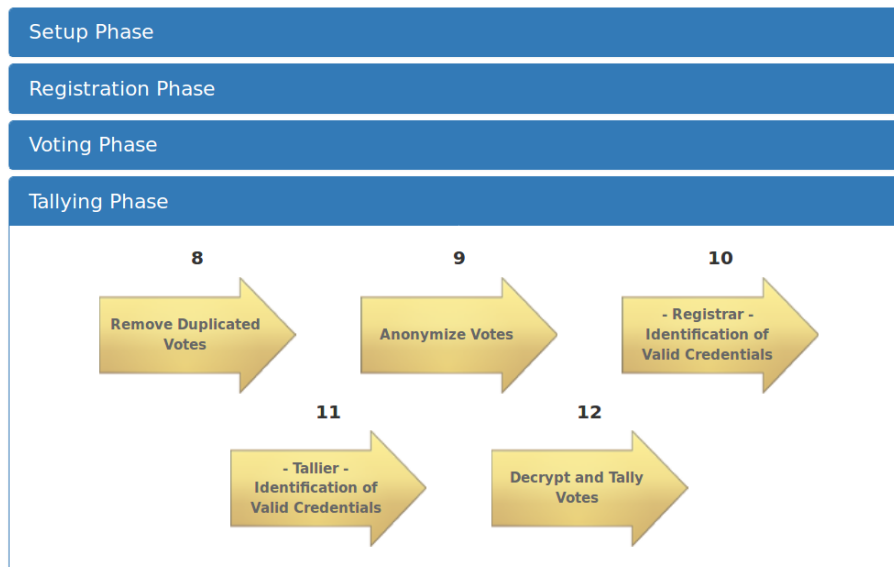 Setup Phase
Registration Phase
Voting Phase
Tallying Phase
8
Remove Duplicated
Votes
9
Anonymize Votes
10
- Registrar -
Identification of
Valid Credentials
11
- Tallier -
Identification of
Valid Credentials
12
Decrypt and Tally
Votes